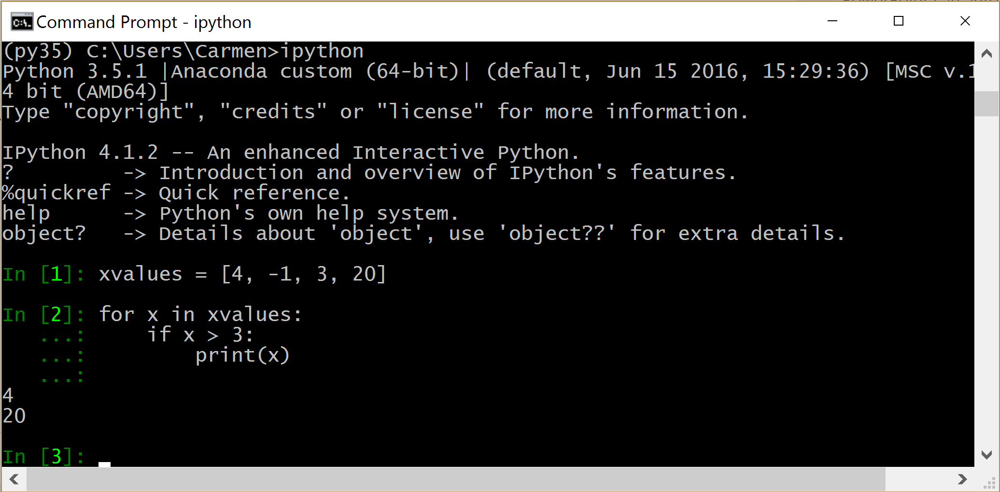 Command Prompt - ipython
(py35) C:\Users\Carmen>ipython
Python 3.5.1 |Anaconda custom (64-bit)| (default, Jun 15 2016, 15:29:36) [MSC v.1
4 bit (AMD64)]
Type "copyright", "credits" or "license" for more information.
IPython 4.1.2 -- An enhanced Interactive Python.
?         -> Introduction and overview of IPython's features.
%quickref -> Quick reference.
help      -> Python's own help system.
object?   -> Details about 'object', use 'object??' for extra details.
In [1]: xvalues = [4, -1, 3, 20]
In [2]: for x in xvalues:
   ...:     if x > 3:
   ...:         print(x)
   ...:
4
20
In [3]: